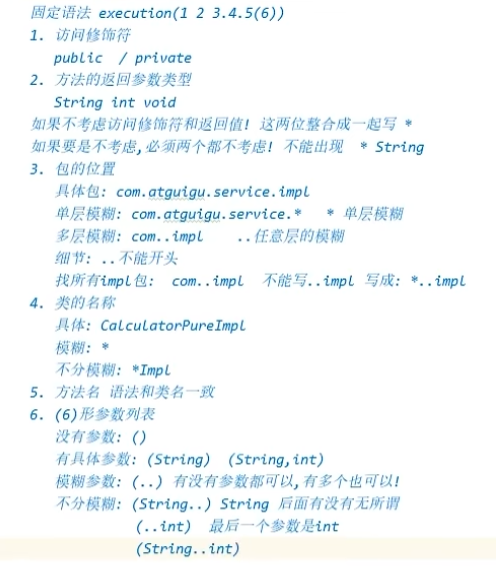 固定语法 execution(1 2 3.4.5(6))
1. 访问修饰符
public / private
2. 方法的返回参数类型
String int void
如果不考虑访问修饰符和返回值! 这两位整合成一起写 *
如果要是不考虑,必须两个都不考虑! 不能出现 * String
3. 包的位置
具体包: com.atguigu.service.impl
单层模糊: com.atguigu.service.* * 单层模糊
多层模糊: com..impl ..任意层的模糊
细节: ..不能开头
找所有impl包: com..impl 不能写..impl 写成: *..impl
4. 类的名称
具体: CalculatorPureImpl
模糊: *
不分模糊: *Impl
5. 方法名 语法和类名一致
6. (6)形参数列表
没有参数: ()
有具体参数: (String) (String,int)
模糊参数: (..) 有没有参数都可以,有多个也可以!
不分模糊: (String..) String 后面有没有无所谓
(..int) 最后一个参数是int
(String..int)